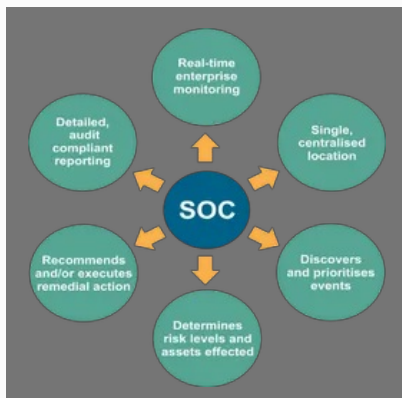 Real-time
enterprise
monitoring
Detailed,
audit
compliant
reporting
Single,
centralised
location
SOC
Recommends
and/or executes
remedial action
Discovers
and prioritises
events
Determines
risk levels and
assets effected